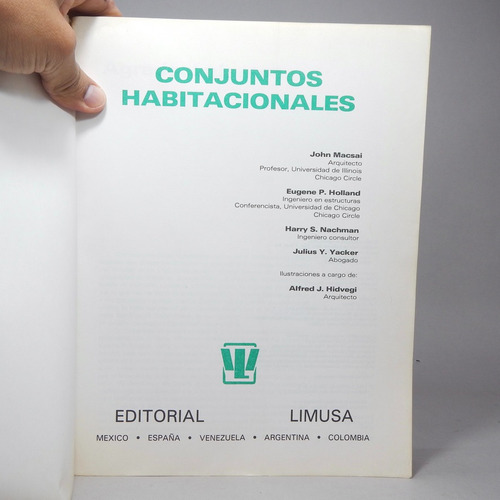 CONJUNTOS
HABITACIONALES
John Macsai
Arquitecto
Profesor, Universidad de Illinois
Chicago Circle
Eugene P. Holland
Ingeniero en estructuras
Conferencista, Universidad de Chicago
Chicago Circle
Harry S. Nachman
Ingeniero consultor
Julius Y. Yacker
Abogado
Ilustraciones a cargo de:
Alfred J. Hidvegi
Arquitecto
EDITORIAL LIMUSA
MEXICO • ESPAÑA • VENEZUELA • ARGENTINA • COLOMBIA